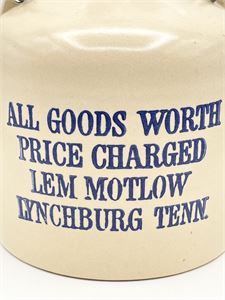 ALL GOODS WORTH
PRICE CHARGED
LEM MOTLOW
LYNCHBURG TENN.